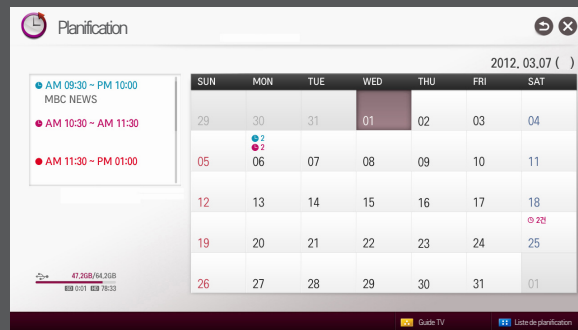 Planification
2012. 03.07 ( )
AM 09:30 ~ PM 10:00
MBC NEWS
AM 10:30 ~ AM 11:30
AM 11:30 ~ PM 01:00
SUN MON TUE WED THU FRI SAT
29 30 31 01 02 03 04
2
2
05 06 07 08 09 10 11
12 13 14 15 16 17 18
2건
19 20 21 22 23 24 25
26 27 28 29 30 31 01
47,2GB/64,2GB
SD 0:01 HD 78:33
Guide TV Liste de planification